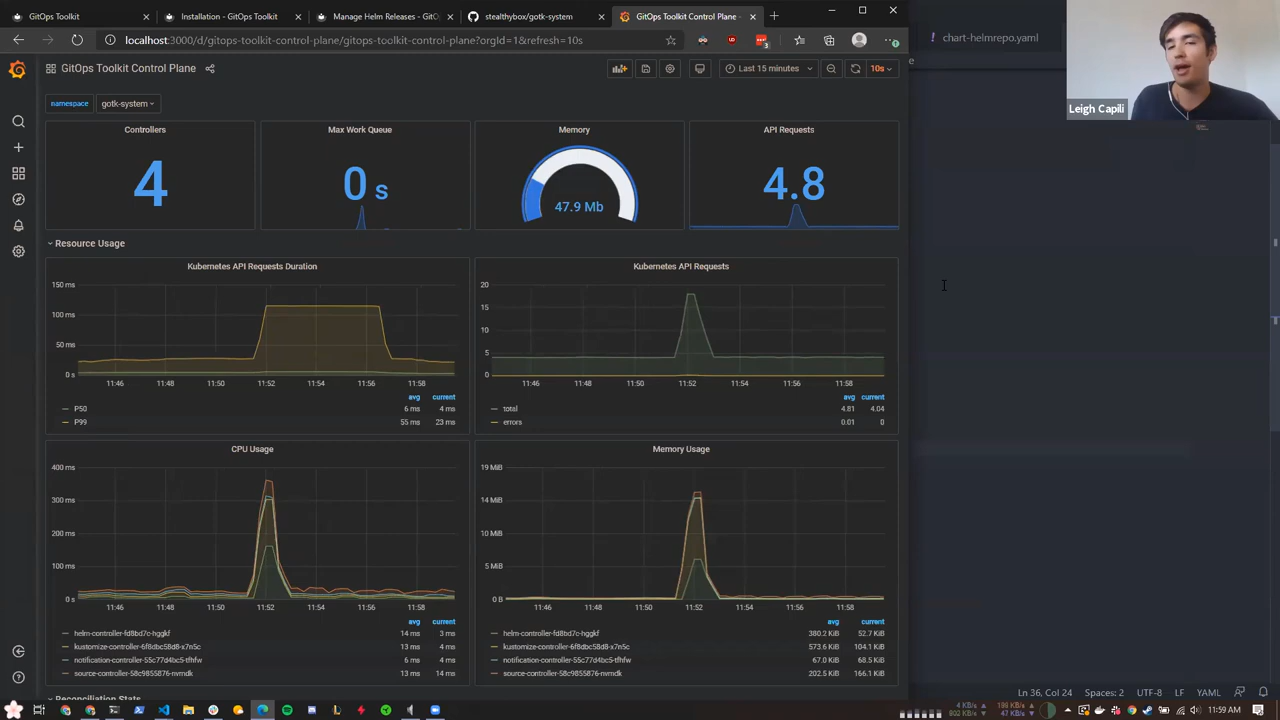 GitOps Toolkit
Installation - GitOps Toolkit
Manage Helm Releases - GitO
stealthybox/gotk-system
GitOps Toolkit Control Plane -
localhost:3000/d/gitops-toolkit-control-plane/gitops-toolkit-control-plane?orgId=1&refresh=10s
chart-helmrepo.yaml
Leigh Capili
GitOps Toolkit Control Plane
Last 15 minutes
10s
namespace
gotk-system
Controllers
Max Work Queue
Memory
API Requests
4
0 s
47.9 Mb
4.8
Resource Usage
Kubernetes API Requests Duration
150 ms
100 ms
50 ms
0 s
11:46 11:48 11:50 11:52 11:54 11:56 11:58
avg current
P50 6 ms 4 ms
P99 55 ms 23 ms
Kubernetes API Requests
20
15
10
5
0
11:46 11:48 11:50 11:52 11:54 11:56 11:58
avg current
total 4.81 4.04
errors 0.01 0
CPU Usage
400 ms
300 ms
200 ms
100 ms
0 s
11:46 11:48 11:50 11:52 11:54 11:56 11:58
avg current
helm-controller-fd8bd7c-hggkf 14 ms 3 ms
kustomize-controller-6f8dbc58d8-x7n5c 13 ms 4 ms
notification-controller-55c77d4bc5-tfhfw 6 ms 4 ms
source-controller-58c9855876-nvmdk 13 ms 14 ms
Memory Usage
19 MiB
14 MiB
10 MiB
5 MiB
0 B
11:46 11:48 11:50 11:52 11:54 11:56 11:58
avg current
helm-controller-fd8bd7c-hggkf 380.2 KiB 52.7 KiB
kustomize-controller-6f8dbc58d8-x7n5c 573.6 KiB 104.1 KiB
notification-controller-55c77d4bc5-tfhfw 67.0 KiB 68.5 KiB
source-controller-58c9855876-nvmdk 202.5 KiB 166.1 KiB
Reconciliation Stats
Ln 36, Col 24 Spaces: 2 UTF-8 LF YAML
11:59 AM